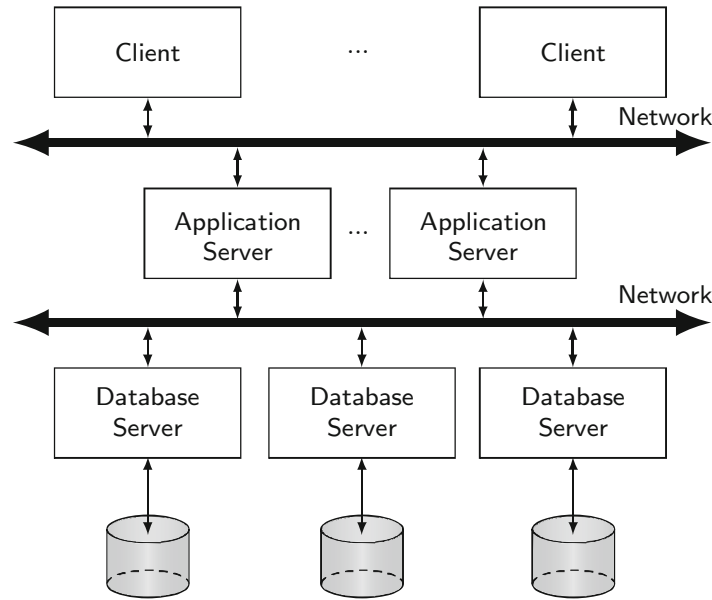 Client
...
Client
Network
Application
Server
...
Application
Server
Network
Database
Server
Database
Server
Database
Server